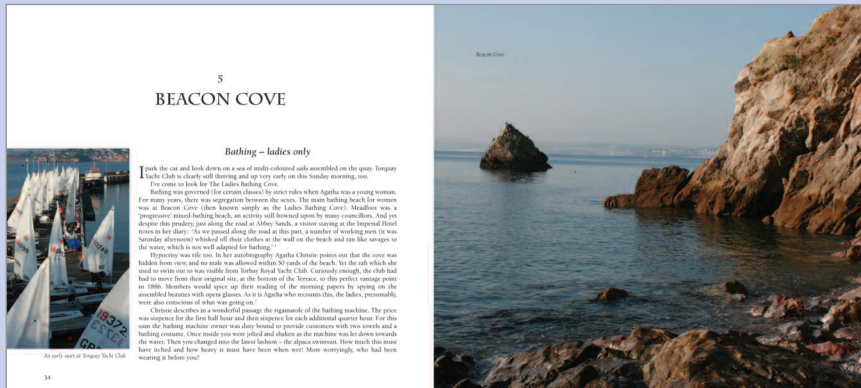 5
BEACON COVE
Bathing – ladies only
I park the car and look down on a sea of multi-coloured sails assembled on the quay. Torquay
Yacht Club is clearly still thriving and up very early on this Sunday morning, too.
I've come to look for The Ladies Bathing Cove.
Bathing was governed (for certain classes) by strict rules when Agatha was a young woman.
For many years, there was segregation between the sexes. The main bathing beach for women
was at Beacon Cove (then known simply as the Ladies Bathing Cove). Meadfoot was a
'progressive' mixed-bathing beach, an activity still frowned upon by many councillors. And yet
despite this prudery, just along the road at Abbey Sands, a visitor staying at the Imperial Hotel
notes in her diary: 'As we passed along the road at this part, a number of working men (it was
Saturday afternoon) whisked off their clothes at the wall on the beach and ran like savages to
the water, which is not well adapted for bathing.'
Hypocrisy was rife too. In her autobiography Agatha Christie points out that the cove was
hidden from view, and no male was allowed within 50 yards of the beach. Yet the raft which she
used to swim out to was visible from Torbay Royal Yacht Club. Curiously enough, the club had
had to move from their original site, at the bottom of the Terrace, to this perfect vantage point
in 1886. Members would spice up their reading of the morning papers by spying on the
assembled beauties with opera glasses. As it is Agatha who recounts this, the ladies, presumably,
were also conscious of what was going on.
Christie describes in a wonderful passage the rigamarole of the bathing machine. The price
was sixpence for the first half hour and then sixpence for each additional quarter hour. For this
sum the bathing machine owner was duty bound to provide customers with two towels and a
bathing costume. Once inside you were jolted and shaken as the machine was let down towards
the water. Then you changed into the latest fashion – the alpaca swimsuit. How much this must
have itched and how heavy it must have been when wet! More worryingly, who had been
wearing it before you?
An early start at Torquay Yacht Club
34
Beacon Cove